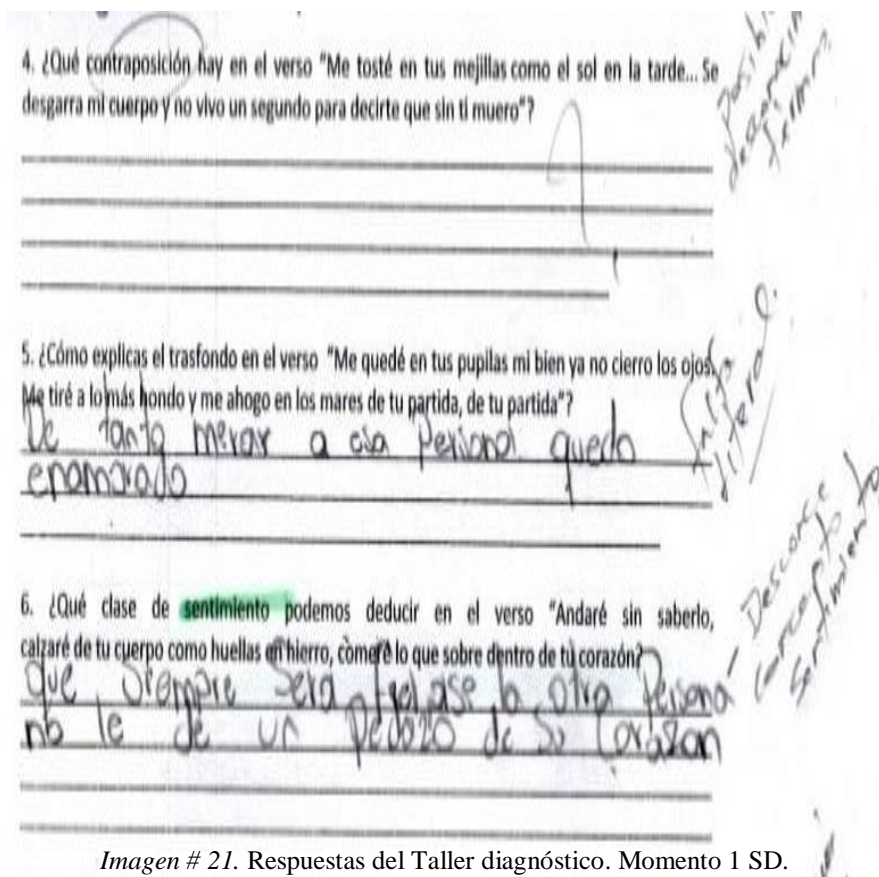 4. ¿Qué contraposición hay en el verso "Me tosté en tus mejillas como el sol en la tarde... Se
desgarra mi cuerpo y no vivo un segundo para decirte que sin ti muero"?
Posible
término
5. ¿Cómo explicas el trasfondo en el verso "Me quedé en tus pupilas mi bien ya no cierro los ojos
Me tiré a lo más hondo y me ahogo en los mares de tu partida, de tu partida"?
De tanto merar a esa Persona quedo
enamorado
literal
6. ¿Qué clase de sentimiento podemos deducir en el verso "Andaré sin saberlo,
calzaré de tu cuerpo como huellas en hierro, comeré lo que sobre dentro de tu corazón?
que siempre sera fiel ase la otra Persona
no le de un Pedazo de su Corazon
- Desconoce
concepto
sentimiento
Imagen # 21. Respuestas del Taller diagnóstico. Momento 1 SD.